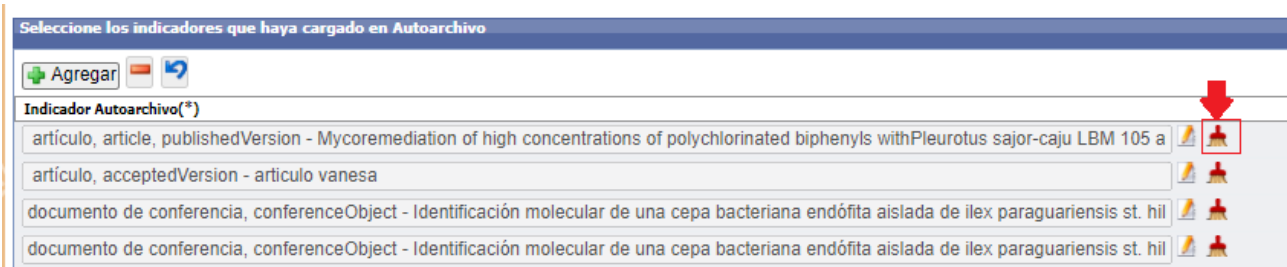 Seleccione los indicadores que haya cargado en Autoarchivo
Agregar
Indicador Autoarchivo(*)
artículo, article, publishedVersion - Mycoremediation of high concentrations of polychlorinated biphenyls withPleurotus sajor-caju LBM 105 a
artículo, acceptedVersion - articulo vanesa
documento de conferencia, conferenceObject - Identificación molecular de una cepa bacteriana endófita aislada de ilex paraguariensis st. hil
documento de conferencia, conferenceObject - Identificación molecular de una cepa bacteriana endófita aislada de ilex paraguariensis st. hil